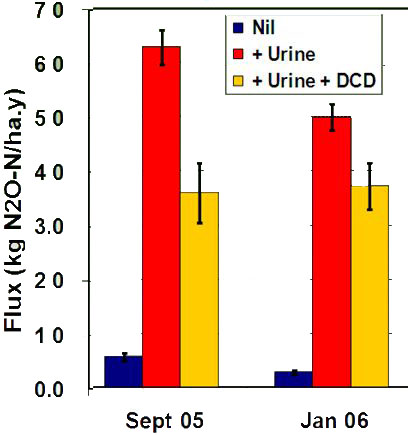 Flux (kg N2O-N/ha.y)
7 0
6 0
5 0
4 0
3.0
2 0
1 0
0.0
Nil
+ Urine
+ Urine + DCD
Sept 05
Jan 06